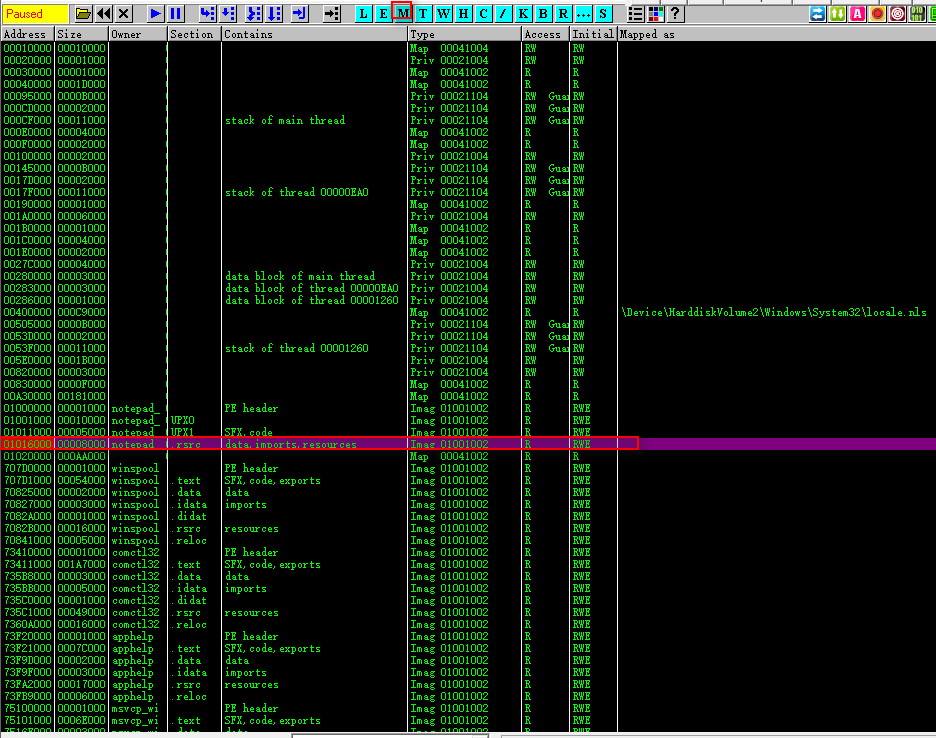 Paused L E M T W H C / K B R ... S ? A
Address Size Owner Section Contains Type Access Initial Mapped as
00010000 00010000 Map 00041004 RW RW
00020000 00001000 Priv 00021104 RW RW
00030000 00001000 Map 00041002 R R
00040000 0001D000 Map 00041002 R R
00095000 0000B000 Priv 00021104 RW Gua RW
000CD000 00002000 Priv 00021104 RW Gua RW
000CF000 00011000 stack of main thread Priv 00021104 RW Gua RW
000E0000 00004000 Map 00041002 R R
000F0000 00002000 Map 00041002 R R
00100000 00002000 Priv 00021104 RW RW
00145000 0000B000 Priv 00021104 RW Gua RW
0017D000 00002000 Priv 00021104 RW Gua RW
0017F000 00011000 stack of thread 00000EA0 Priv 00021104 RW Gua RW
00190000 00001000 Map 00041002 R R
001A0000 00006000 Priv 00021104 RW RW
001B0000 00001000 Map 00041002 R R
001C0000 00004000 Map 00041002 R R
001E0000 00002000 Map 00041002 R R
0027C000 00004000 Priv 00021104 RW RW
00280000 00003000 data block of main thread Priv 00021104 RW RW
00283000 00003000 data block of thread 00000EA0 Priv 00021104 RW RW
00286000 00001000 data block of thread 00001260 Priv 00021104 RW RW
00400000 000C9000 Map 00041002 R R \Device\HarddiskVolume2\Windows\System32\locale.nls
00505000 0000B000 Priv 00021104 RW Gua RW
0053D000 00002000 Priv 00021104 RW Gua RW
0053F000 00011000 stack of thread 00001260 Priv 00021104 RW Gua RW
005E0000 0001B000 Priv 00021104 RW RW
00820000 00003000 Priv 00021104 RW RW
00830000 0000F000 Map 00041002 R R
00A30000 00181000 Map 00041002 R R
01000000 00001000 notepad_ PE header Imag 01001002 R RWE
01001000 00010000 notepad_ UPX0 Imag 01001002 R RWE
01011000 00005000 notepad_ UPX1 SFX,code Imag 01001002 R RWE
01016000 00008000 notepad_ .rsrc data,imports,resources Imag 01001002 R RWE
01020000 000AA000 Map 00041002 R R
707D0000 00001000 winspool PE header Imag 01001002 R RWE
707D1000 00054000 winspool .text SFX,code,exports Imag 01001002 R RWE
70825000 00002000 winspool .data data Imag 01001002 R RWE
70827000 00003000 winspool .idata imports Imag 01001002 R RWE
7082A000 00001000 winspool .didat Imag 01001002 R RWE
7082B000 00016000 winspool .rsrc resources Imag 01001002 R RWE
70841000 00005000 winspool .reloc Imag 01001002 R RWE
73410000 00001000 comctl32 PE header Imag 01001002 R RWE
73411000 001A7000 comctl32 .text SFX,code,exports Imag 01001002 R RWE
735B8000 00003000 comctl32 .data data Imag 01001002 R RWE
735BB000 00005000 comctl32 .idata imports Imag 01001002 R RWE
735C0000 00001000 comctl32 .didat Imag 01001002 R RWE
735C1000 00049000 comctl32 .rsrc resources Imag 01001002 R RWE
7360A000 00016000 comctl32 .reloc Imag 01001002 R RWE
73F20000 00001000 apphelp PE header Imag 01001002 R RWE
73F21000 0007C000 apphelp .text SFX,code,exports Imag 01001002 R RWE
73F9D000 00002000 apphelp .data data Imag 01001002 R RWE
73F9F000 00003000 apphelp .idata imports Imag 01001002 R RWE
73FA2000 00017000 apphelp .rsrc resources Imag 01001002 R RWE
73FB9000 00006000 apphelp .reloc Imag 01001002 R RWE
75100000 00001000 msvcp_wi PE header Imag 01001002 R RWE
75101000 0006E000 msvcp_wi .text SFX,code,exports Imag 01001002 R RWE